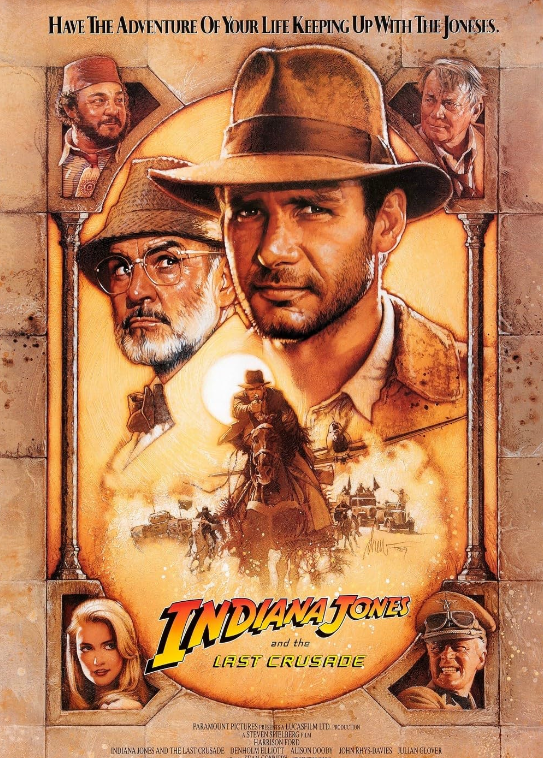 HAVE THE ADVENTURE OF YOUR LIFE KEEPING UP WITH THE JONESES.
INDIANA JONES
and the
LAST CRUSADE
PARAMOUNT PICTURES PRESENTS A LUCASFILM LTD. PRODUCTION
A STEVEN SPIELBERG FILM
HARRISON FORD
INDIANA JONES AND THE LAST CRUSADE DENHOLM ELLIOTT ALISON DOODY JOHN RHYS-DAVIES JULIAN GLOVER